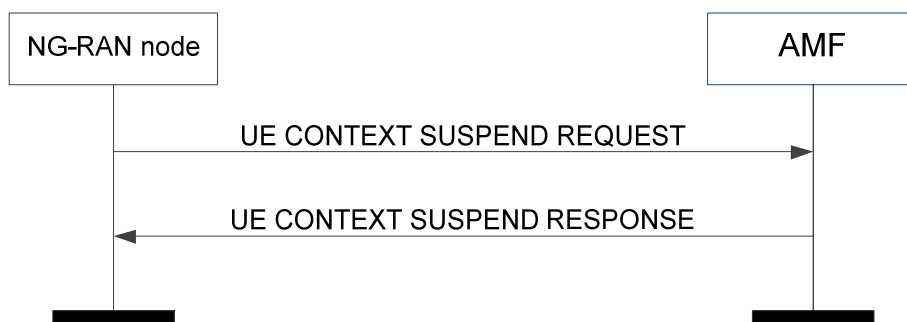 NG-RAN node
AMF
UE CONTEXT SUSPEND REQUEST
UE CONTEXT SUSPEND RESPONSE